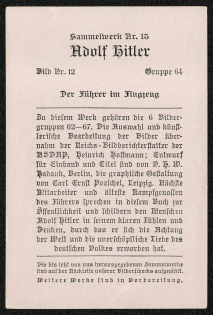 Sammelwerk Nr. 15
Adolf Hitler
Bild Nr. 12 Gruppe 64
Der Führer im Flugzeug
Zu diesem Werk gehören die 6 Bilder-
gruppen 62—67. Die Auswahl und künstle-
rische Bearbeitung der Bilder über-
nahm der Reichs-Bildberichterstatter der
NSDAP, Heinrich Hoffmann; Entwurf
für Einband und Titel sind von O. H. W.
Hadank, Berlin, die graphische Gestaltung
von Carl Ernst Poeschel, Leipzig. Nächste
Mitarbeiter und älteste Kampfgenossen
des Führers sprechen in diesem Buch zur
Öffentlichkeit und schildern den Menschen
Adolf Hitler in seinem klaren Fühlen und
Denken, durch das er sich die Achtung
der Welt und die unerschöpfliche Liebe des
deutschen Volkes erworben hat.
Die bis jetzt von uns herausgegebenen Sammelwerke
sind auf der Rückseite unserer Bilderschecks aufgeführt.
Weitere Werke sind in Vorbereitung.